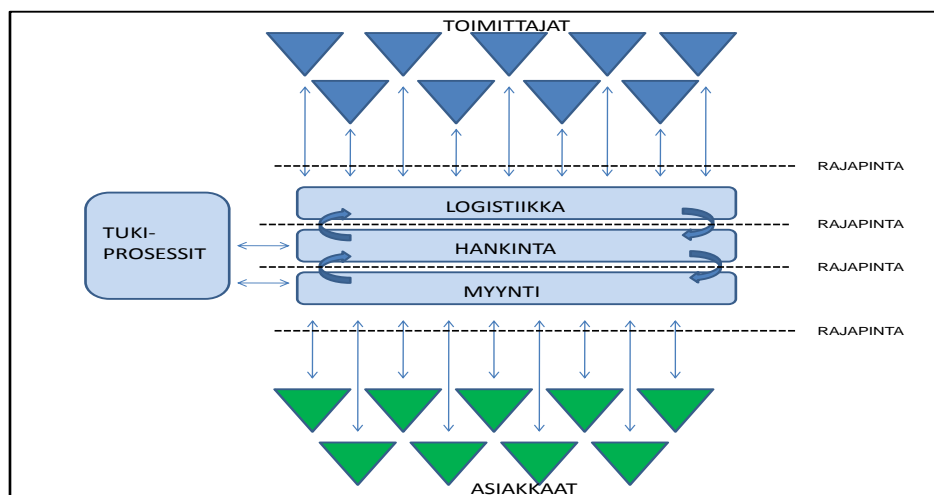 TOIMITTAJAT
RAJAPINTA
LOGISTIIKKA
RAJAPINTA
TUKI-
PROSESSIT
HANKINTA
RAJAPINTA
MYYNTI
RAJAPINTA
ASIAKKAAT